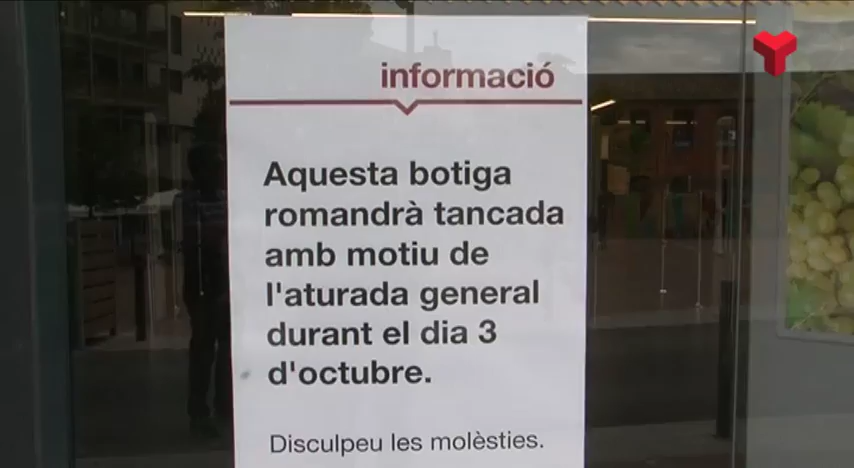 informació
Aquesta botiga
romandrà tancada
amb motiu de
l'aturada general
durant el dia 3
d'octubre.
Disculpeu les molèsties.